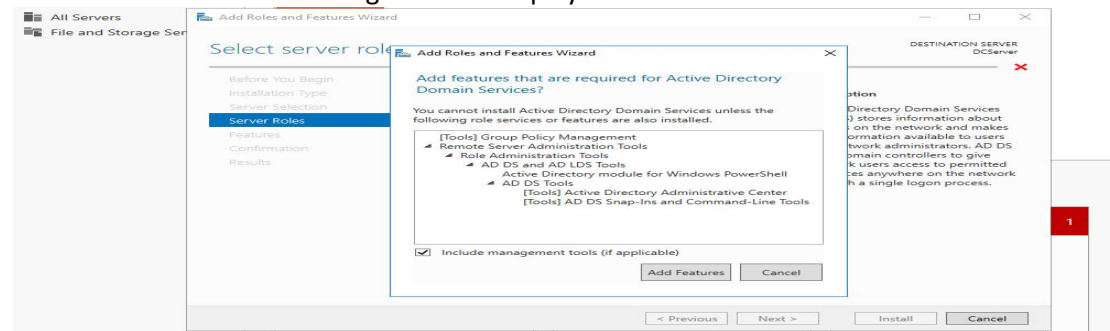 All Servers
File and Storage Ser
Add Roles and Features Wizard
Select server role
DESTINATION SERVER
DCServer
Before You Begin
Installation Type
Server Selection
Server Roles
Features
Confirmation
Results
Add Roles and Features Wizard
Add features that are required for Active Directory
Domain Services?
You cannot install Active Directory Domain Services unless the
following role services or features are also installed.
[Tools] Group Policy Management
Remote Server Administration Tools
Role Administration Tools
AD DS and AD LDS Tools
Active Directory module for Windows PowerShell
AD DS Tools
[Tools] Active Directory Administrative Center
[Tools] AD DS Snap-Ins and Command-Line Tools
Include management tools (if applicable)
Add Features
Cancel
ption
Directory Domain Services
) stores information about
on the network and makes
ormation available to users
twork administrators. AD DS
omain controllers to give
k users access to permitted
ces anywhere on the network
h a single logon process.
1
< Previous
Next >
Install
Cancel